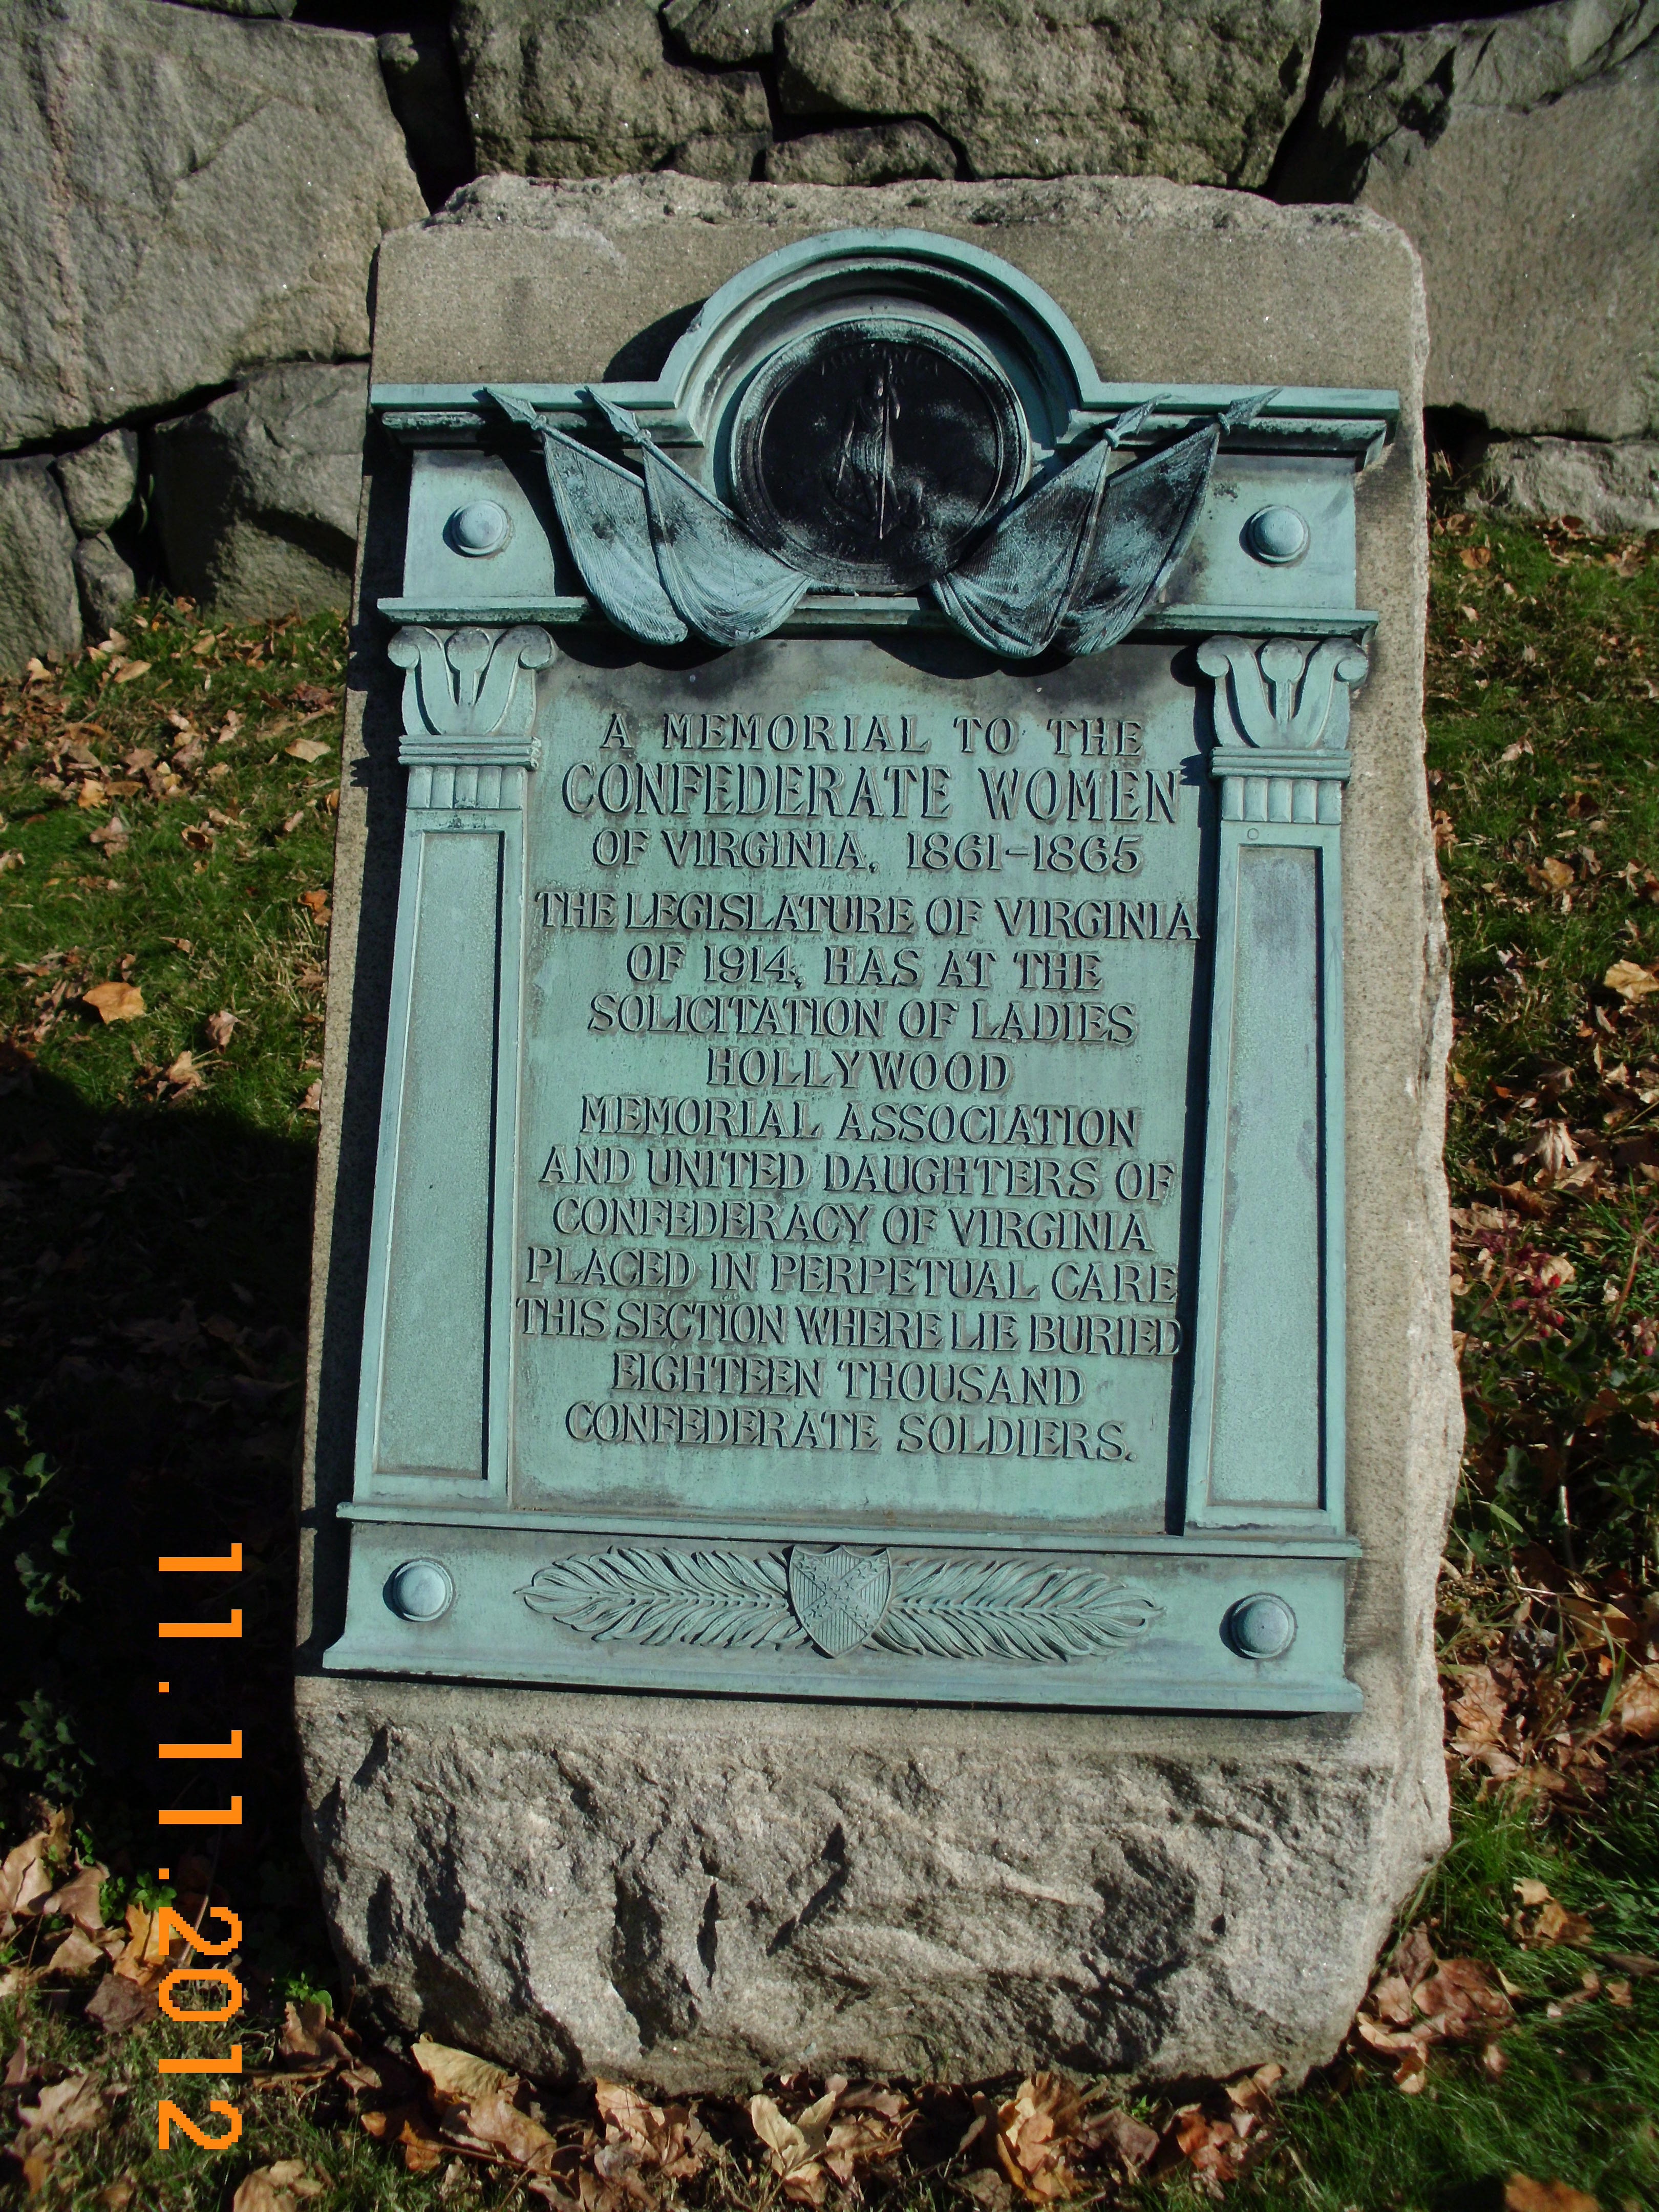 VIRGINIA
A MEMORIAL TO THE
CONFEDERATE WOMEN
OF VIRGINIA, 1861-1865
THE LEGISLATURE OF VIRGINIA
OF 1914, HAS AT THE
SOLICITATION OF LADIES
HOLLYWOOD
MEMORIAL ASSOCIATION
AND UNITED DAUGHTERS OF
CONFEDERACY OF VIRGINIA
PLACED IN PERPETUAL CARE
THIS SECTION WHERE LIE BURIED
EIGHTEEN THOUSAND
CONFEDERATE SOLDIERS.
11.11.2012